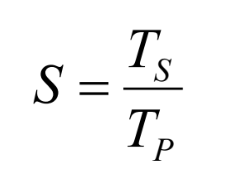 S = T_S / T_P